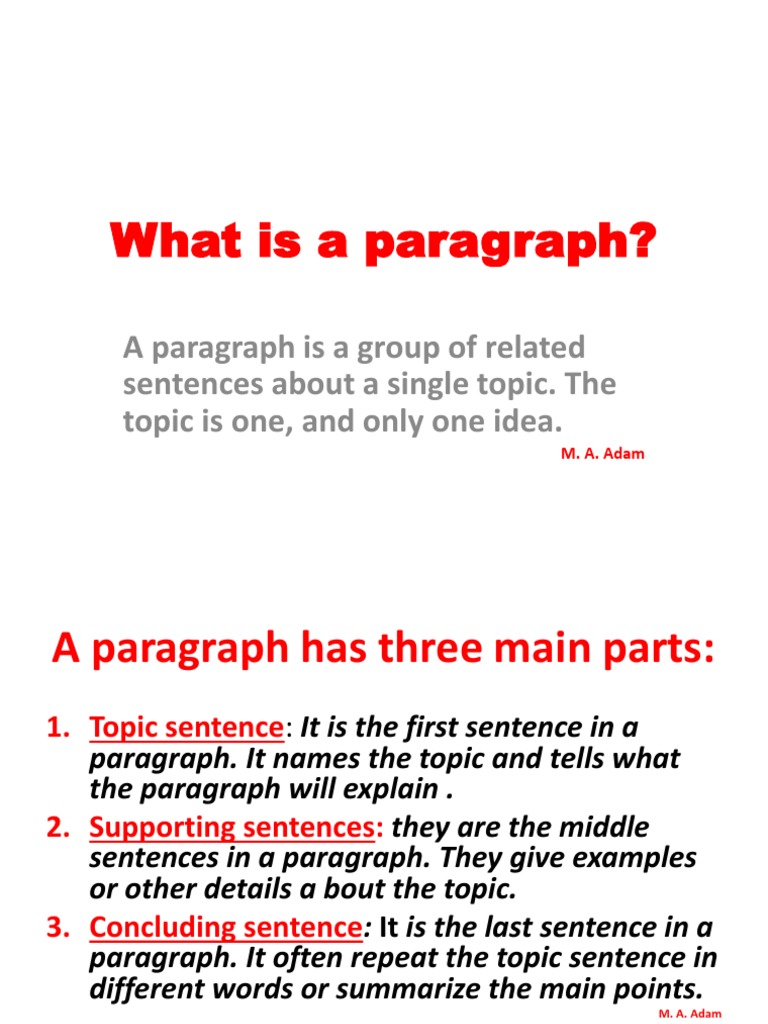 What is a paragraph?
A paragraph is a group of related
sentences about a single topic. The
topic is one, and only one idea.
M. A. Adam
A paragraph has three main parts:
1. Topic sentence: It is the first sentence in a
paragraph. It names the topic and tells what
the paragraph will explain .
2. Supporting sentences: they are the middle
sentences in a paragraph. They give examples
or other details a bout the topic.
3. Concluding sentence: It is the last sentence in a
paragraph. It often repeat the topic sentence in
different words or summarize the main points.
M. A. Adam